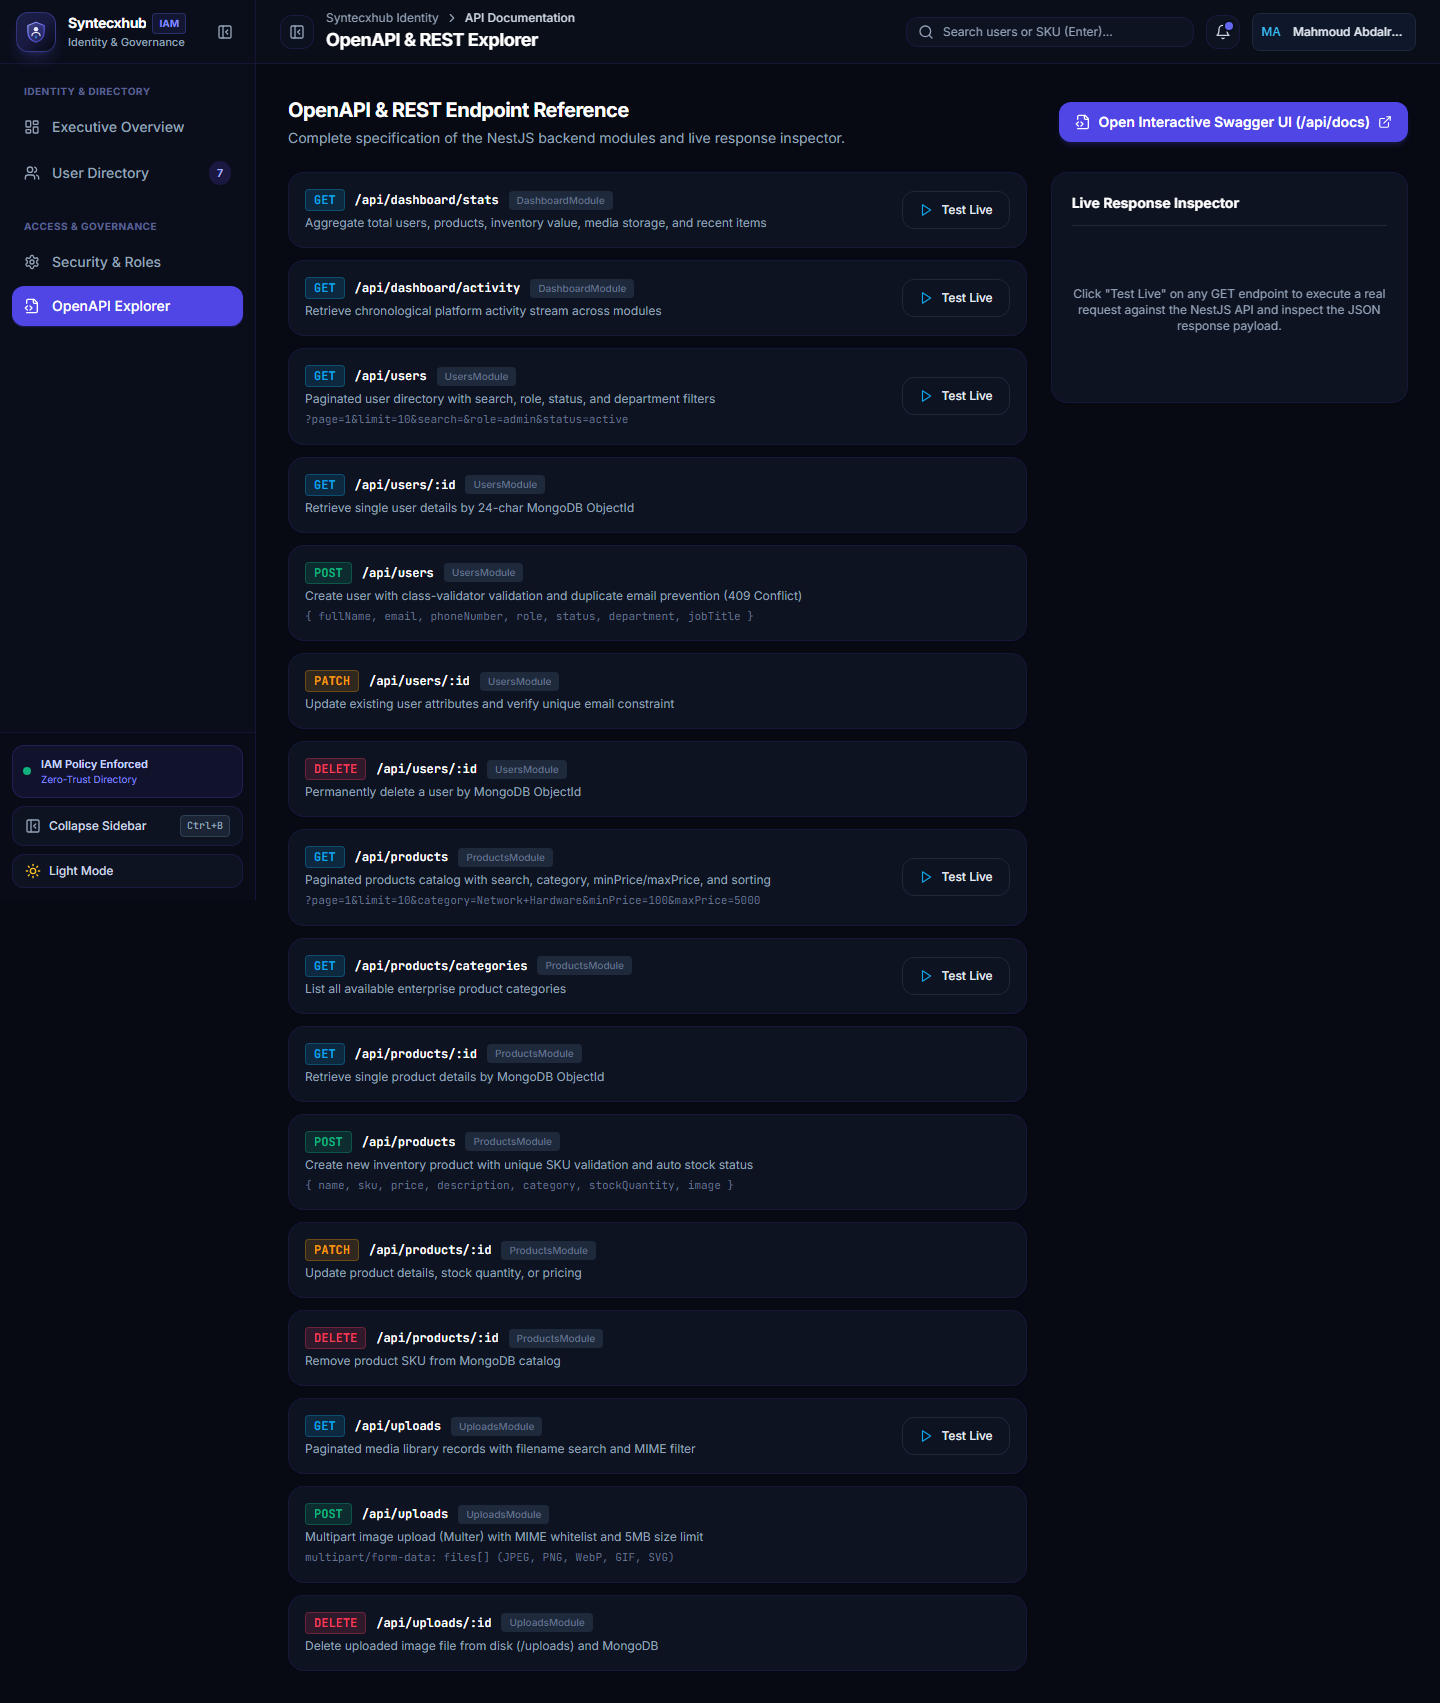 Syntecxhub IAM
Identity & Governance
IDENTITY & DIRECTORY
Executive Overview
User Directory 7
ACCESS & GOVERNANCE
Security & Roles
OpenAPI Explorer
IAM Policy Enforced
Zero-Trust Directory
Collapse Sidebar Ctrl+B
Light Mode
Syntecxhub Identity > API Documentation
OpenAPI & REST Explorer
Search users or SKU (Enter)...
MA Mahmoud Abdalr...
OpenAPI & REST Endpoint Reference
Complete specification of the NestJS backend modules and live response inspector.
Open Interactive Swagger UI (/api/docs)
GET /api/dashboard/stats DashboardModule
Aggregate total users, products, inventory value, media storage, and recent items
Test Live
GET /api/dashboard/activity DashboardModule
Retrieve chronological platform activity stream across modules
Test Live
GET /api/users UsersModule
Paginated user directory with search, role, status, and department filters
?page=1&limit=10&search=&role=admin&status=active
Test Live
GET /api/users/:id UsersModule
Retrieve single user details by 24-char MongoDB ObjectId
POST /api/users UsersModule
Create user with class-validator validation and duplicate email prevention (409 Conflict)
{ fullName, email, phoneNumber, role, status, department, jobTitle }
PATCH /api/users/:id UsersModule
Update existing user attributes and verify unique email constraint
DELETE /api/users/:id UsersModule
Permanently delete a user by MongoDB ObjectId
GET /api/products ProductsModule
Paginated products catalog with search, category, minPrice/maxPrice, and sorting
?page=1&limit=10&category=Network+Hardware&minPrice=100&maxPrice=5000
Test Live
GET /api/products/categories ProductsModule
List all available enterprise product categories
Test Live
GET /api/products/:id ProductsModule
Retrieve single product details by MongoDB ObjectId
POST /api/products ProductsModule
Create new inventory product with unique SKU validation and auto stock status
{ name, sku, price, description, category, stockQuantity, image }
PATCH /api/products/:id ProductsModule
Update product details, stock quantity, or pricing
DELETE /api/products/:id ProductsModule
Remove product SKU from MongoDB catalog
GET /api/uploads UploadsModule
Paginated media library records with filename search and MIME filter
Test Live
POST /api/uploads UploadsModule
Multipart image upload (Multer) with MIME whitelist and 5MB size limit
multipart/form-data: files[] (JPEG, PNG, WebP, GIF, SVG)
DELETE /api/uploads/:id UploadsModule
Delete uploaded image file from disk (/uploads) and MongoDB
Live Response Inspector
Click "Test Live" on any GET endpoint to execute a real
request against the NestJS API and inspect the JSON
response payload.